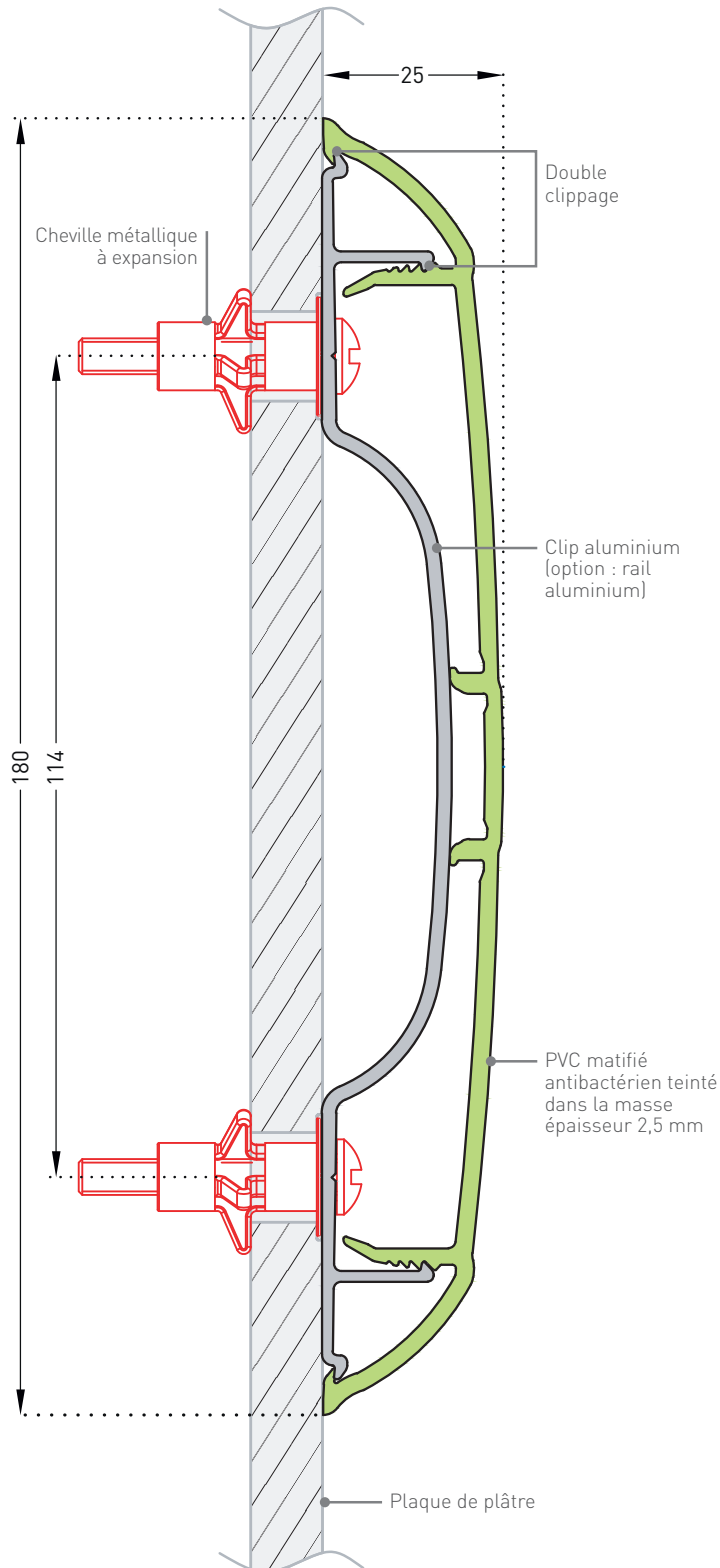 25
Double
clippage
Cheville métallique
à expansion
Clip aluminium
(option : rail
aluminium)
180
114
PVC matifié
antibactérien teinté
dans la masse
épaisseur 2,5 mm
Plaque de plâtre